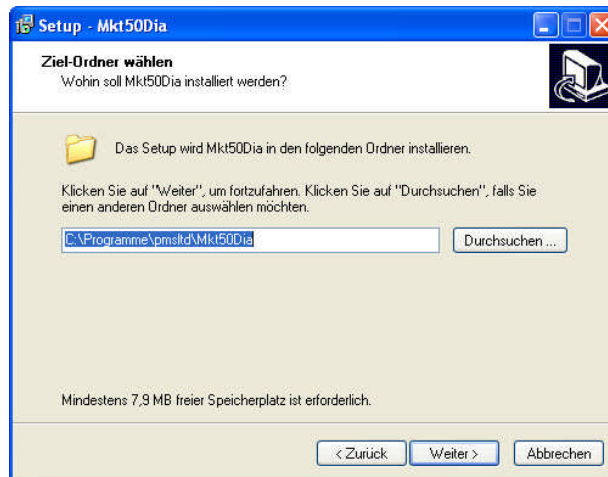 Setup - Mkt50Dia
Ziel-Ordner wählen
Wohin soll Mkt50Dia installiert werden?
Das Setup wird Mkt50Dia in den folgenden Ordner installieren.
Klicken Sie auf "Weiter", um fortzufahren. Klicken Sie auf "Durchsuchen", falls Sie
einen anderen Ordner auswählen möchten.
C:\Programme\pmsltd\Mkt50Dia
Durchsuchen ...
Mindestens 7,9 MB freier Speicherplatz ist erforderlich.
< Zurück
Weiter >
Abbrechen